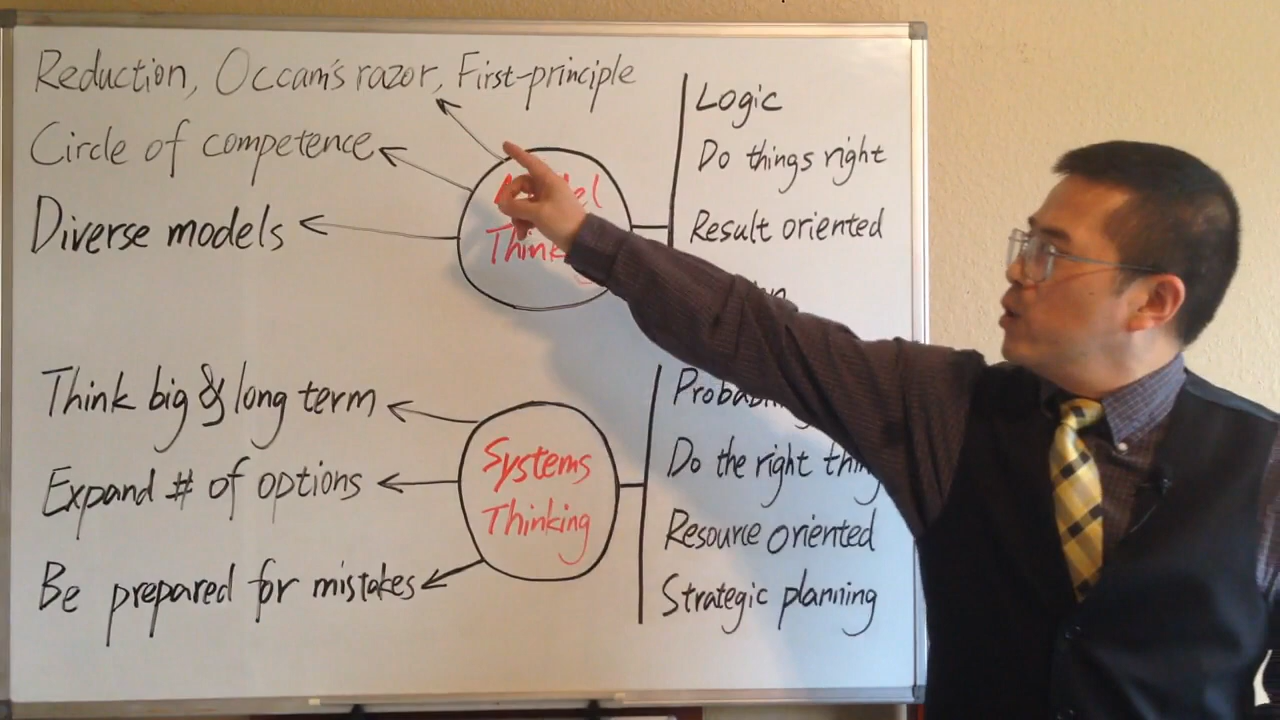 Reduction, Occam's razor, First-principle
Circle of competence
Diverse models
Thinking
Logic
Do things right
Result oriented
Think big & long term
Expand # of options
Be prepared for mistakes
Systems
Thinking
Do the right
Resource oriented
Strategic planning